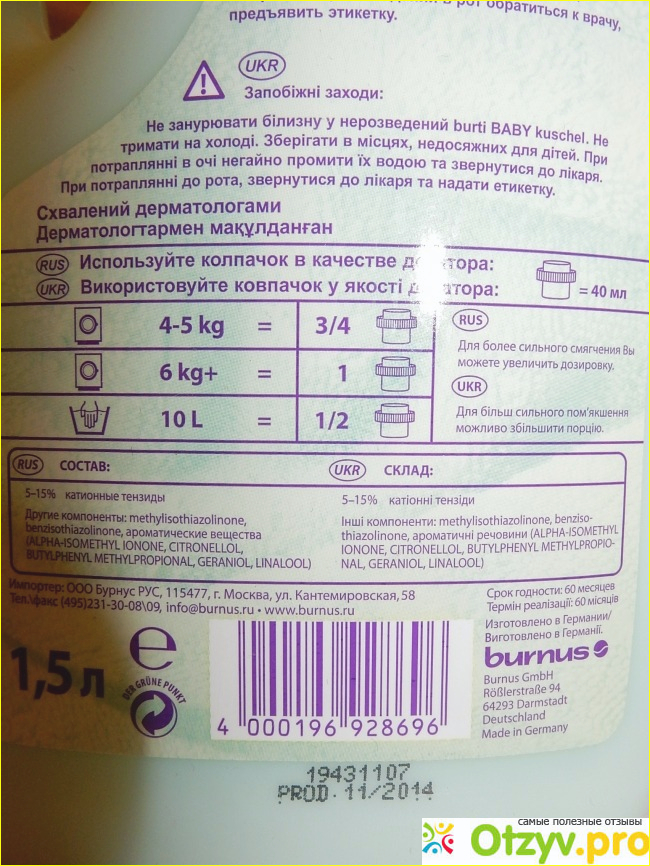 в рот обратиться к врачу,
предъявить этикетку.
UKR
Запобіжні заходи:
Не занурювати білизну у нерозведений burti BABY kuschel. Не
тримати на холоді. Зберігати в місцях, недосяжних для дітей. При
потраплянні в очі негайно промити їх водою та звернутися до лікаря.
При потраплянні до рота, звернутися до лікаря та надати етикетку.
Схвалений дерматологами
Дерматологтармен мақұлданған
RUS Используйте колпачок в качестве тора:
UKR Використовуйте ковпачок у якості тора:
= 40 мл
4-5 kg = 3/4
6 kg+ = 1
10 L = 1/2
RUS
Для более сильного смягчения Вы
можете увеличить дозировку.
UKR
Для більш сильного пом'якшення
можливо збільшити порцію.
RUS СОСТАВ:
5–15% катионные тензиды
Другие компоненты: methylisothiazolinone,
benzisothiazolinone, ароматические вещества
(ALPHA-ISOMETHYL IONONE, CITRONELLOL,
BUTYLPHENYL METHYLPROPIONAL, GERANIOL, LINALOOL)
UKR СКЛАД:
5–15% катіонні тензіди
Інші компоненти: methylisothiazolinone, benziso-
thiazolinone, ароматичні речовини (ALPHA-ISOMETHYL
IONONE, CITRONELLOL, BUTYLPHENYL METHYLPROPIO-
NAL, GERANIOL, LINALOOL)
Импортер: ООО Бурнус РУС, 115477, г. Москва, ул. Кантемировская, 58
Тел.\факс (495)231-30-08\09, info@burnus.ru • www.burnus.ru
Срок годности: 60 месяцев
Термін реалізації: 60 місяців
Изготовлено в Германии/
Виготовлено в Германії.
burnus
Burnus GmbH
Rößlerstraße 94
64293 Darmstadt
Deutschland
Made in Germany
1,5 л
e
DER GRÜNE PUNKT
4 000196 928696
19431107
PROD. 11/2014
самые полезные отзывы
Otzyv.pro